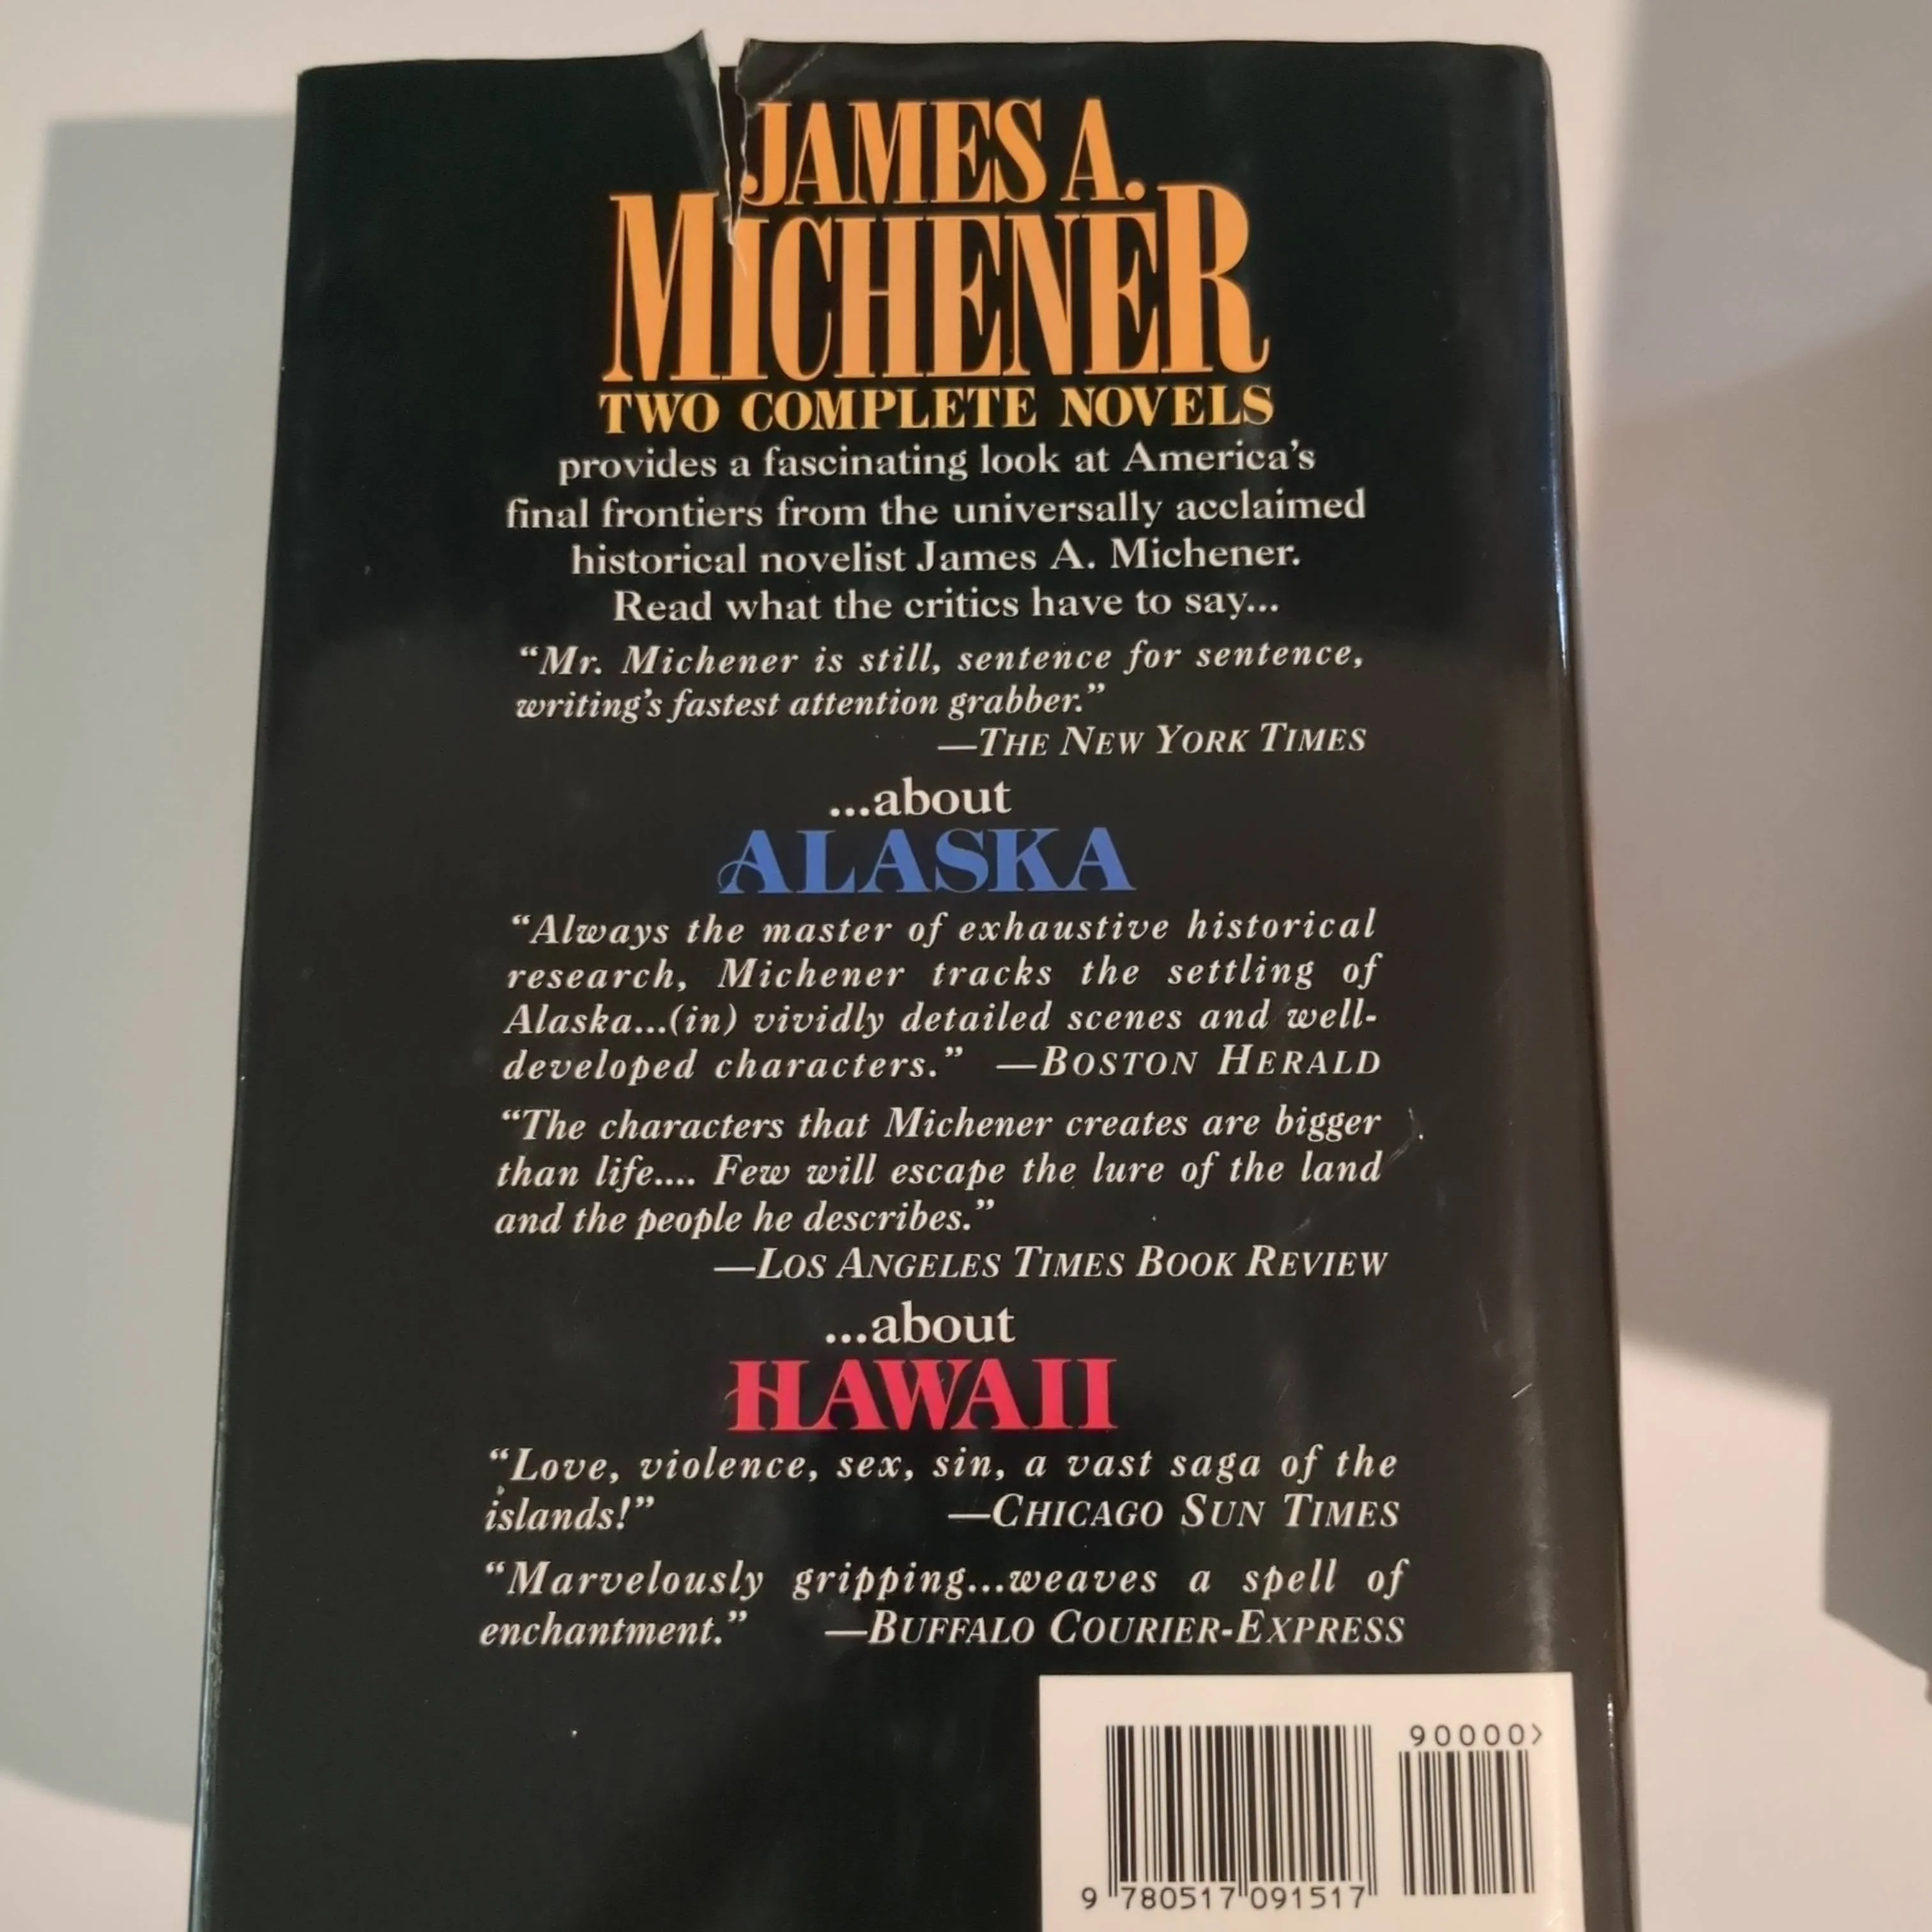 JAMES A.
MICHENER
TWO COMPLETE NOVELS
provides a fascinating look at America's
final frontiers from the universally acclaimed
historical novelist James A. Michener.
Read what the critics have to say...
“Mr. Michener is still, sentence for sentence,
writing's fastest attention grabber.”
—THE NEW YORK TIMES
...about
ALASKA
“Always the master of exhaustive historical
research, Michener tracks the settling of
Alaska...(in) vividly detailed scenes and well-
developed characters.” —BOSTON HERALD
“The characters that Michener creates are bigger
than life.... Few will escape the lure of the land
and the people he describes.”
—LOS ANGELES TIMES BOOK REVIEW
...about
HAWAII
“Love, violence, sex, sin, a vast saga of the
islands!” —CHICAGO SUN TIMES
“Marvelously gripping...weaves a spell of
enchantment.” —BUFFALO COURIER-EXPRESS
90000>
9 780517 091517